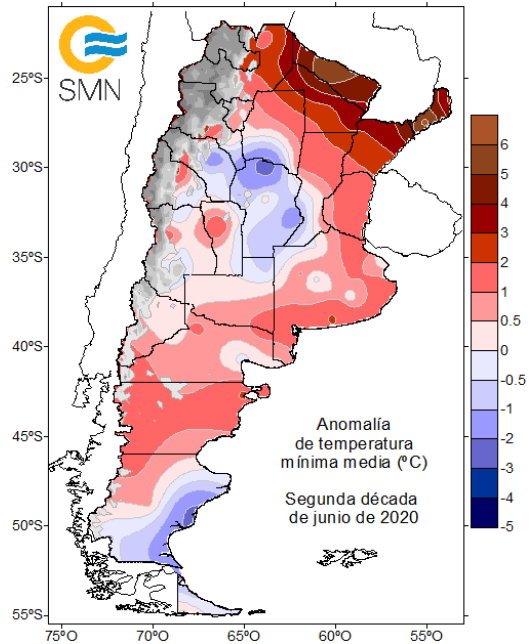 SMN
25ºS
30ºS
35ºS
40ºS
45ºS
50ºS
55ºS
75ºO
70ºO
65ºO
60ºO
55ºO
6
5
4
3
2
1
0.5
0
-0.5
-1
-2
-3
-4
-5
Anomalía
de temperatura
mínima media (ºC)
Segunda década
de junio de 2020